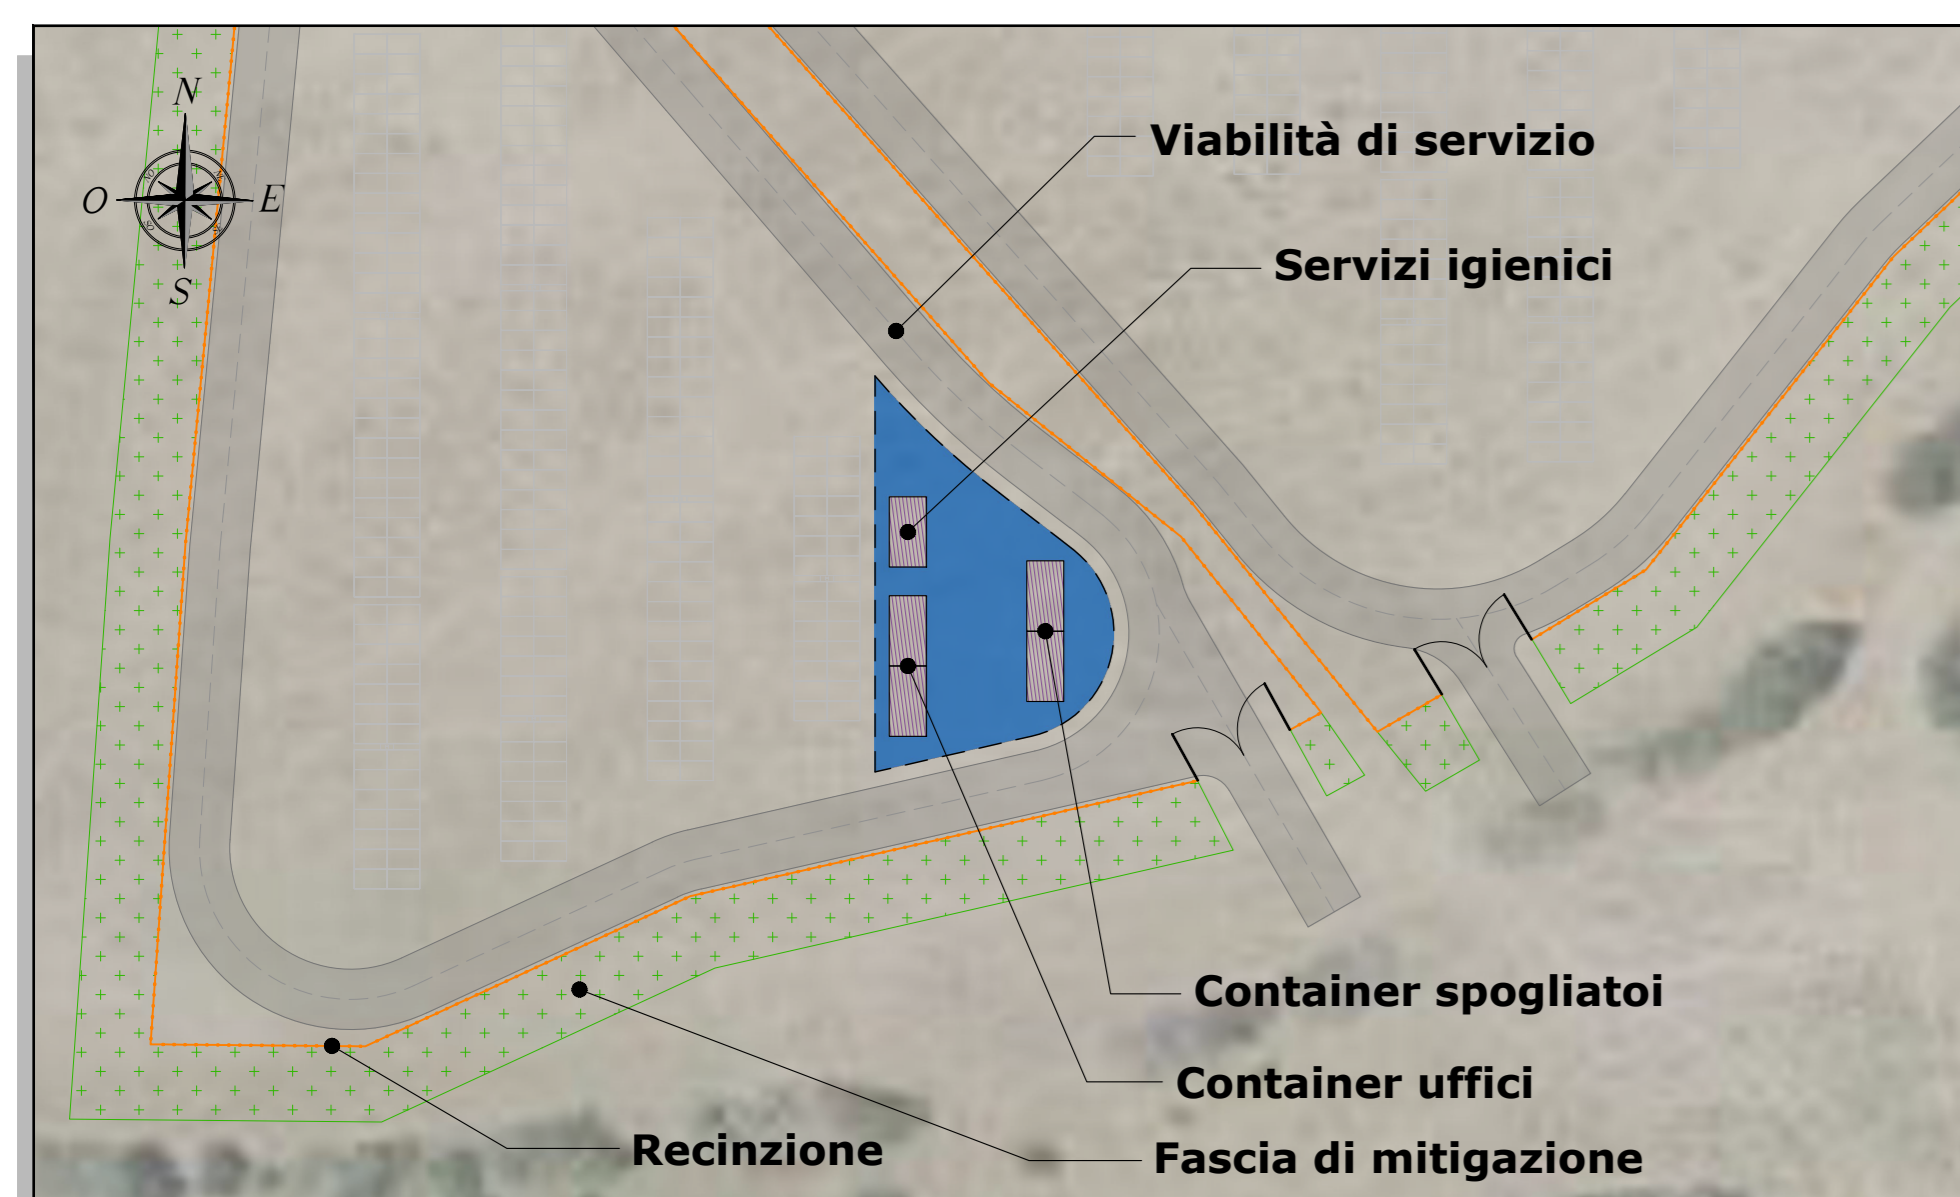 N
O
E
S
Viabilità di servizio
Servizi igienici
Container spogliatoi
Container uffici
Recinzione
Fascia di mitigazione